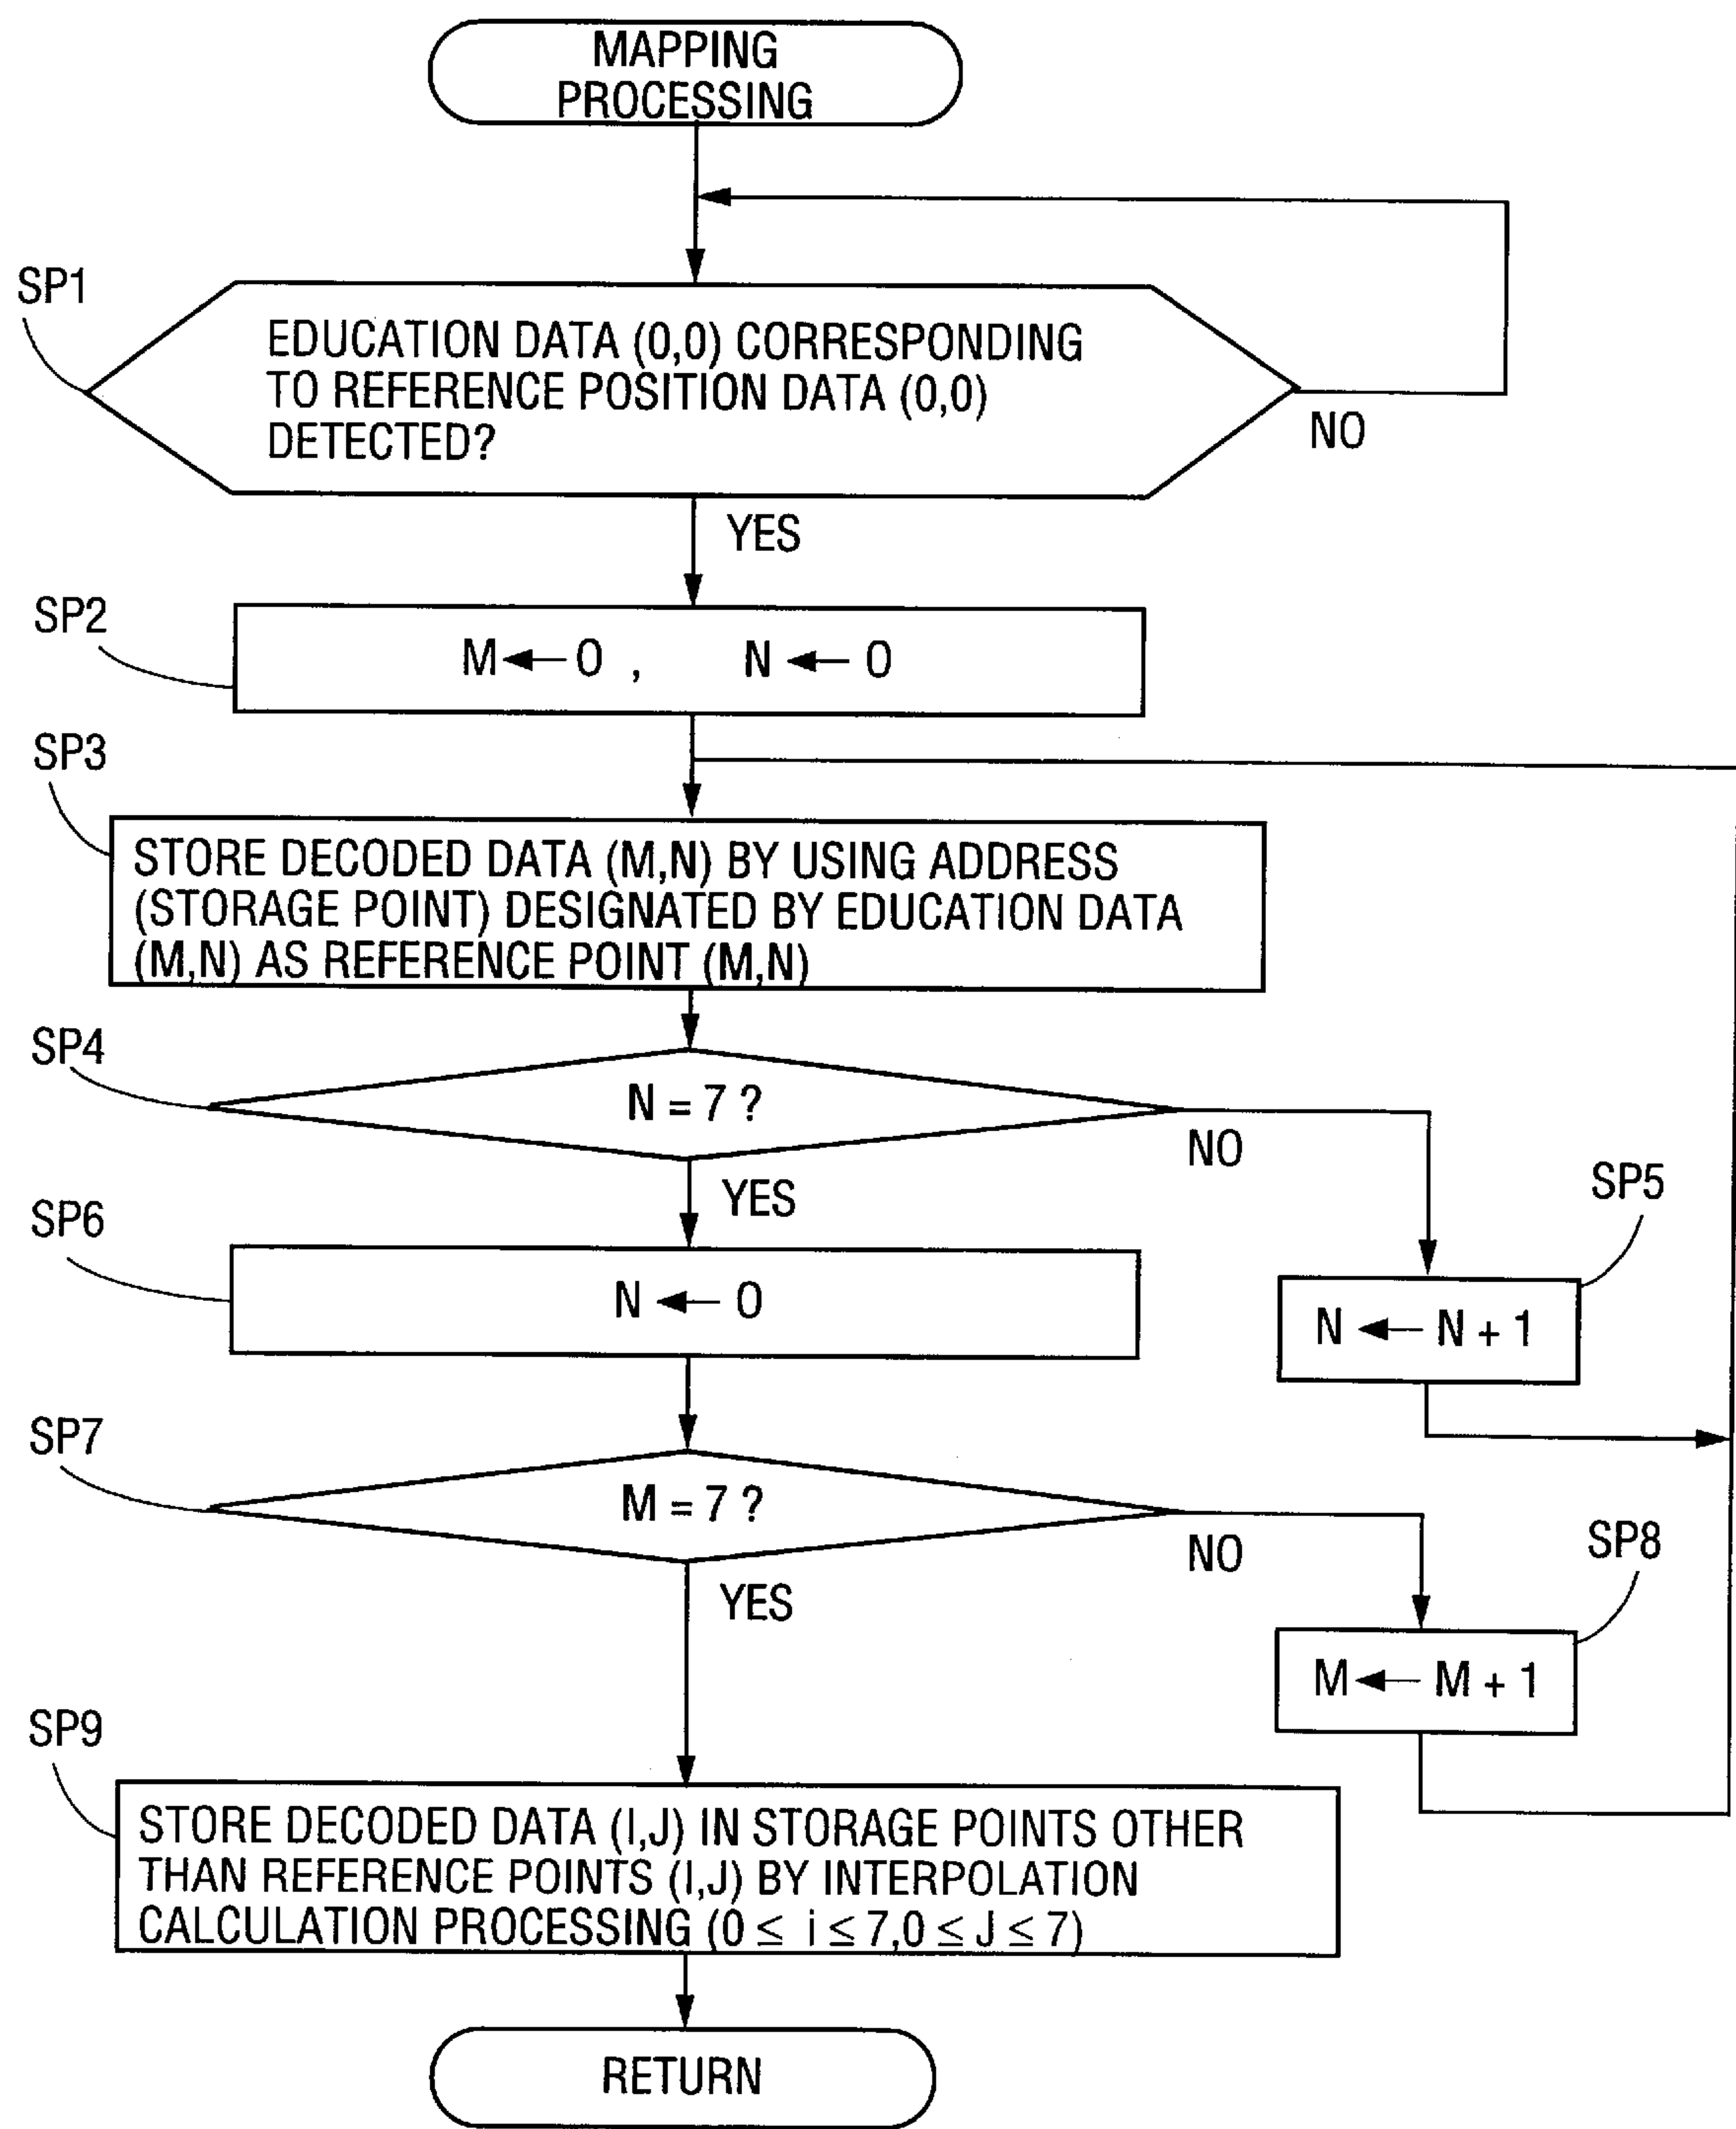 MAPPING
PROCESSING
SP1
EDUCATION DATA (0,0) CORRESPONDING
TO REFERENCE POSITION DATA (0,0)
DETECTED?
NO
YES
SP2
M ← 0 , N ← 0
SP3
STORE DECODED DATA (M,N) BY USING ADDRESS
(STORAGE POINT) DESIGNATED BY EDUCATION DATA
(M,N) AS REFERENCE POINT (M,N)
SP4
N = 7 ?
NO
YES
SP5
N ← N + 1
SP6
N ← 0
SP7
M = 7 ?
NO
YES
SP8
M ← M + 1
SP9
STORE DECODED DATA (I,J) IN STORAGE POINTS OTHER
THAN REFERENCE POINTS (I,J) BY INTERPOLATION
CALCULATION PROCESSING (0 ≤ i ≤ 7,0 ≤ J ≤ 7)
RETURN